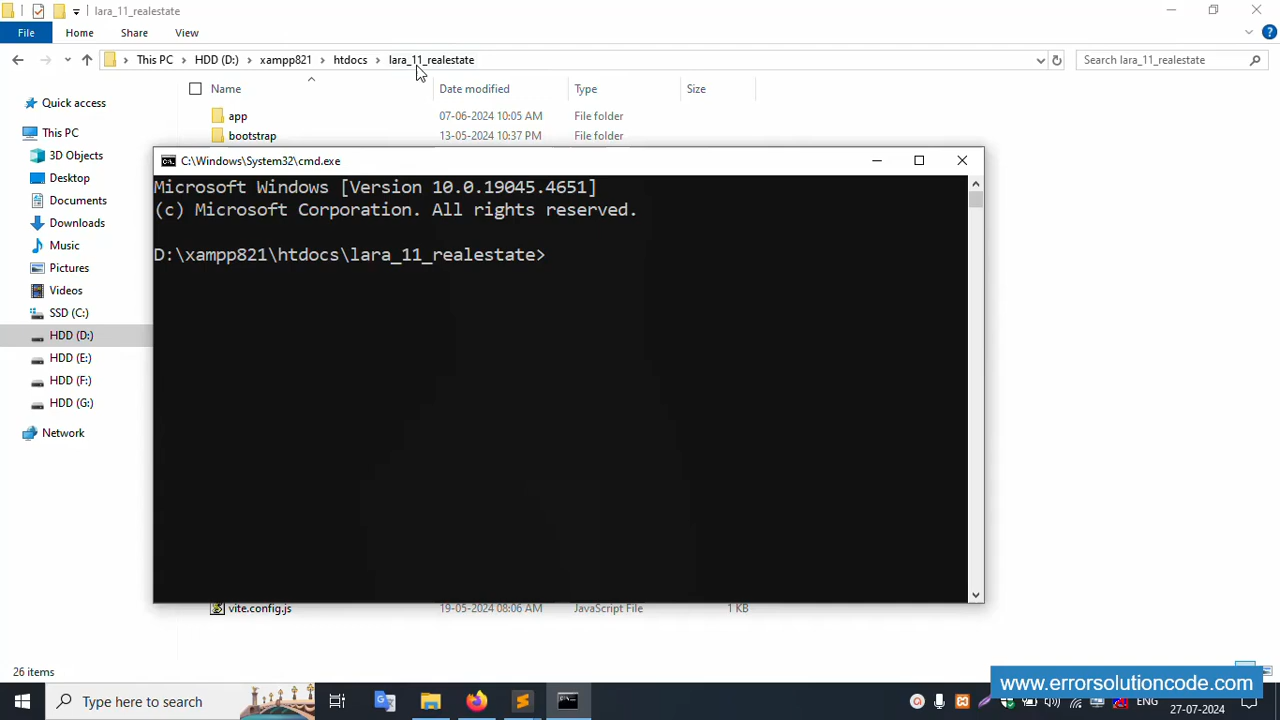 lara_11_realestate
File Home Share View
This PC HDD (D:) xampp821 htdocs lara_11_realestate Search lara_11_realestate
Name Date modified Type Size
Quick access
This PC
3D Objects
Desktop
Documents
Downloads
Music
Pictures
Videos
SSD (C:)
HDD (D:)
HDD (E:)
HDD (F:)
HDD (G:)
Network
app 07-06-2024 10:05 AM File folder
bootstrap 13-05-2024 10:37 PM File folder
C:\Windows\System32\cmd.exe
Microsoft Windows [Version 10.0.19045.4651]
(c) Microsoft Corporation. All rights reserved.
D:\xampp821\htdocs\lara_11_realestate>
vite.config.js 19-05-2024 08:06 AM JavaScript File 1 KB
26 items
www.errorsolutioncode.com
Type here to search
ENG
27-07-2024